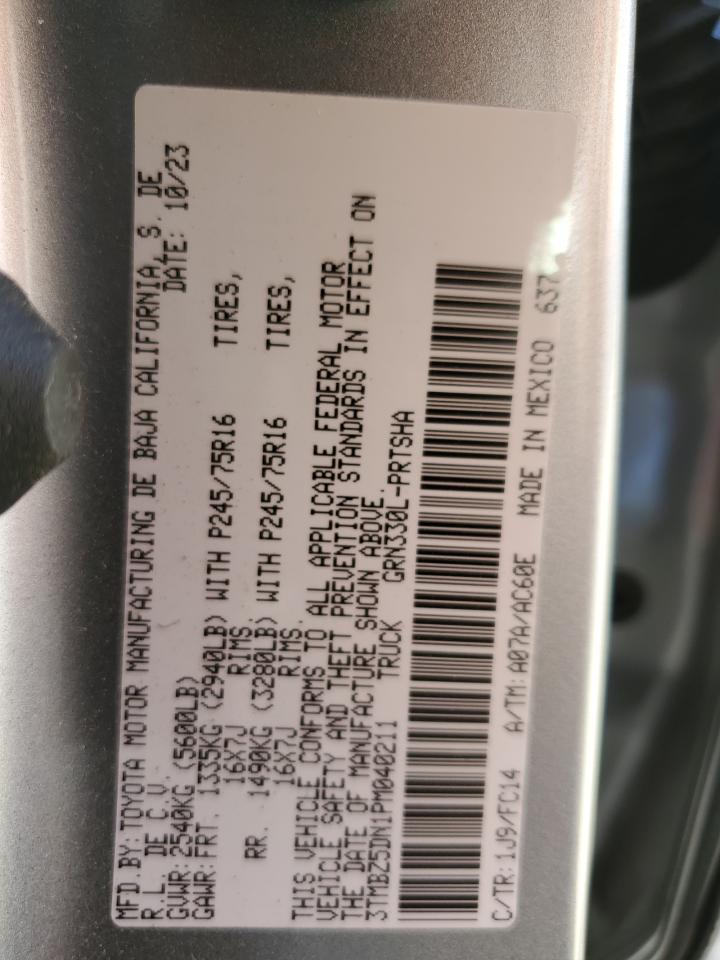 MFD.BY:TOYOTA MOTOR MANUFACTURING DE BAJA CALIFORNIA,S. DE
R.L. DE C.V. DATE: 10/23
GVWR:2540KG (5600LB)
GAWR:FRT. 1335KG (2940LB) WITH P245/75R16 TIRES,
16X7J RIMS.
RR. 1490KG (3280LB) WITH P245/75R16 TIRES,
16X7J RIMS.
THIS VEHICLE CONFORMS TO ALL APPLICABLE FEDERAL MOTOR
VEHICLE SAFETY AND THEFT PREVENTION STANDARDS IN EFFECT ON
THE DATE OF MANUFACTURE SHOWN ABOVE.
3TMBZ5DN1PM040211 TRUCK GRN330L-PRTSHA
C/TR:1J9/FC14 A/TM:A07A/AC60E MADE IN MEXICO 637